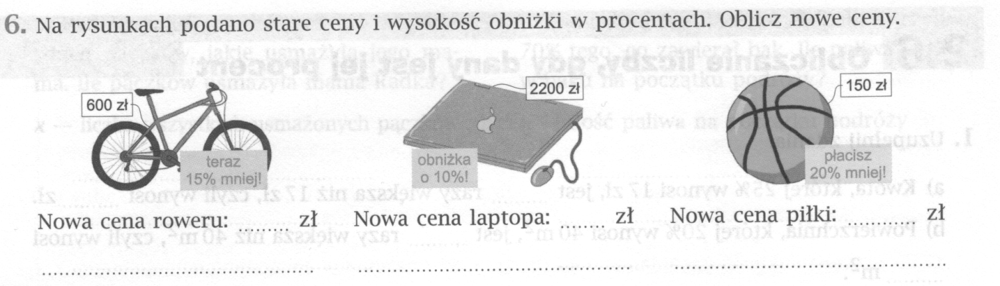 6. Na rysunkach podano stare ceny i wysokość obniżki w procentach. Oblicz nowe ceny.
600 zł
teraz
15% mniej!
2200 zł
obniżka
o 10%!
150 zł
płacisz
20% mniej!
Nowa cena roweru: ........ zł
Nowa cena laptopa: ........ zł
Nowa cena piłki: ........... zł